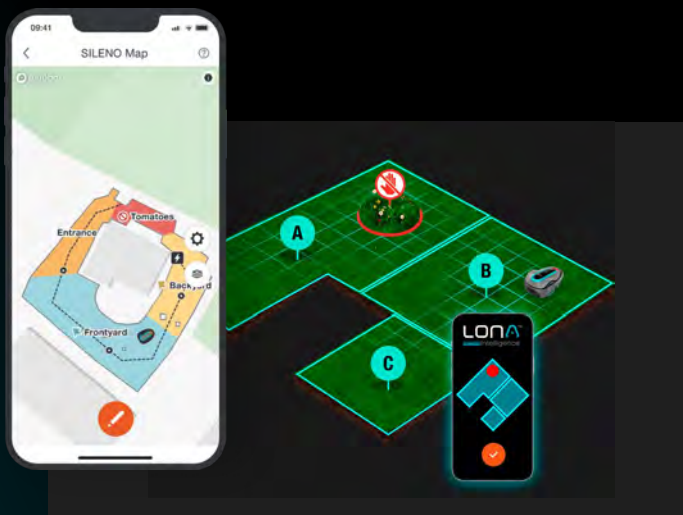 09:41
SILENO Map
Tomatoes
Entrance
Backyard
Frontyard
A
B
C
LONA
intelligence